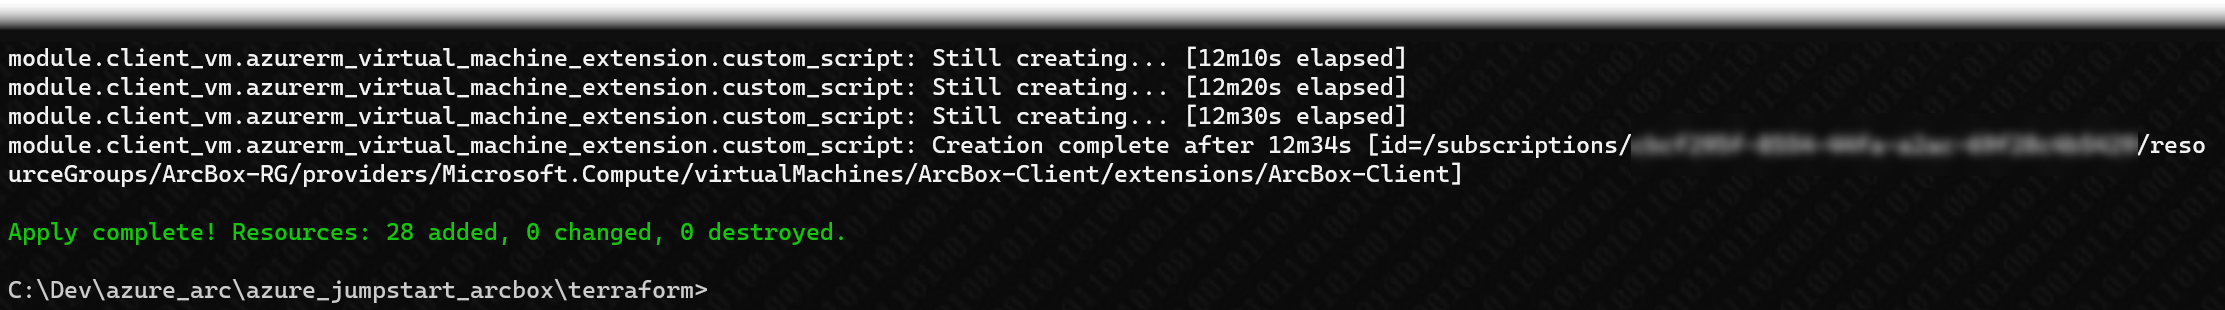 module.client_vm.azurerm_virtual_machine_extension.custom_script: Still creating... [12m10s elapsed]
module.client_vm.azurerm_virtual_machine_extension.custom_script: Still creating... [12m20s elapsed]
module.client_vm.azurerm_virtual_machine_extension.custom_script: Still creating... [12m30s elapsed]
module.client_vm.azurerm_virtual_machine_extension.custom_script: Creation complete after 12m34s [id=/subscriptions/ /reso
urceGroups/ArcBox-RG/providers/Microsoft.Compute/virtualMachines/ArcBox-Client/extensions/ArcBox-Client]
Apply complete! Resources: 28 added, 0 changed, 0 destroyed.
C:\Dev\azure_arc\azure_jumpstart_arcbox\terraform>